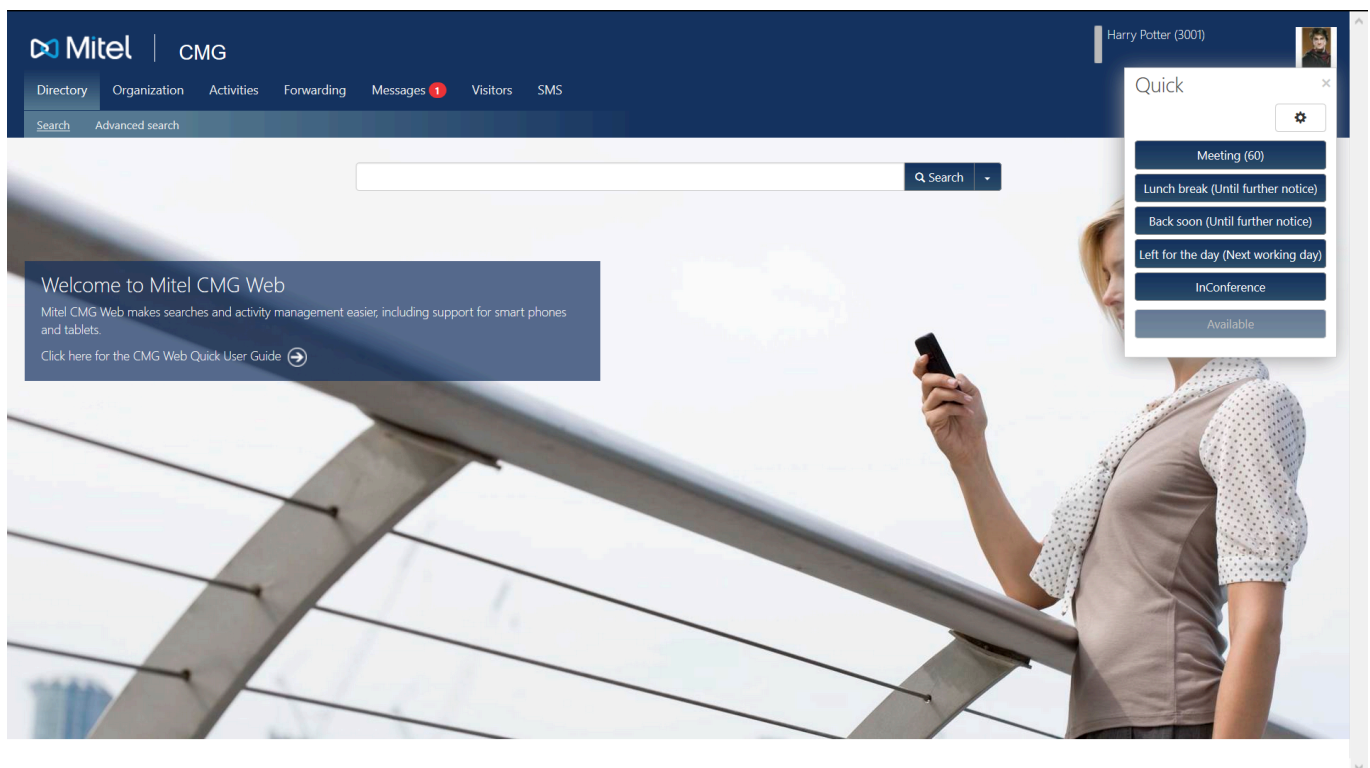 Mitel CMG
Harry Potter (3001)
Directory Organization Activities Forwarding Messages 1 Visitors SMS
Search Advanced search
Quick
×
Meeting (60)
Lunch break (Until further notice)
Back soon (Until further notice)
Left for the day (Next working day)
InConference
Available
Search
Welcome to Mitel CMG Web
Mitel CMG Web makes searches and activity management easier, including support for smart phones
and tablets.
Click here for the CMG Web Quick User Guide